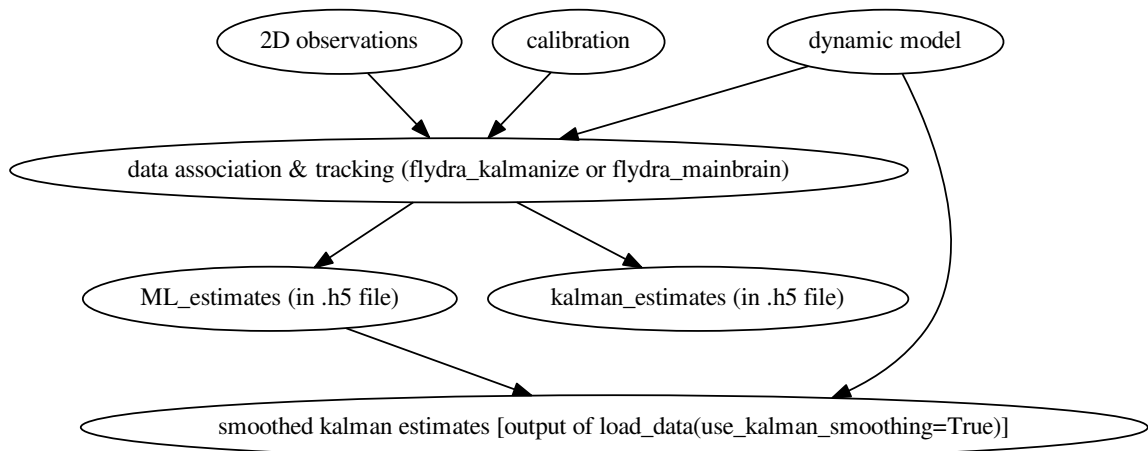 2D observations
calibration
dynamic model
data association & tracking (flydra_kalmanize or flydra_mainbrain)
ML_estimates (in .h5 file)
kalman_estimates (in .h5 file)
smoothed kalman estimates [output of load_data(use_kalman_smoothing=True)]